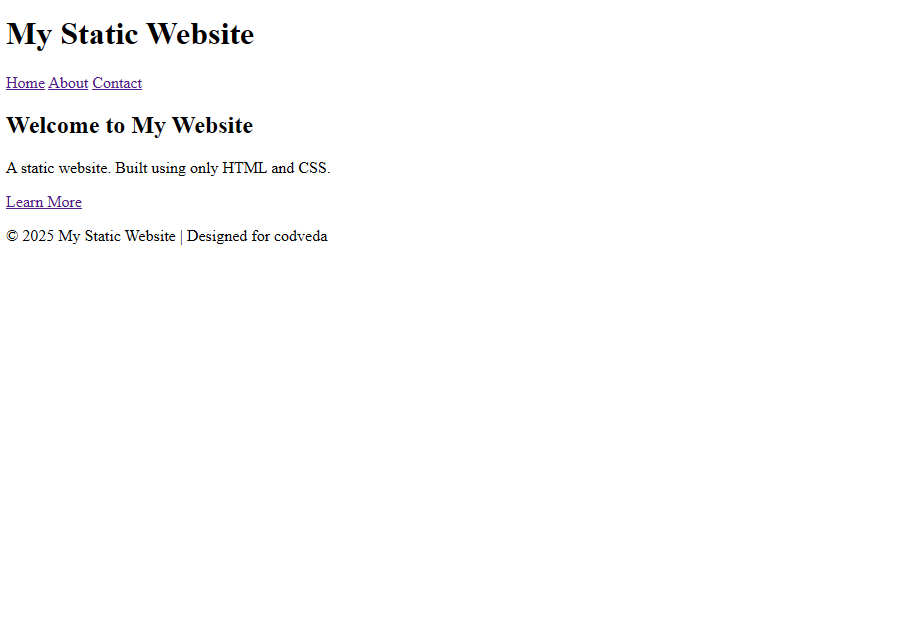 My Static Website
Home About Contact
Welcome to My Website
A static website. Built using only HTML and CSS.
Learn More
© 2025 My Static Website | Designed for codveda